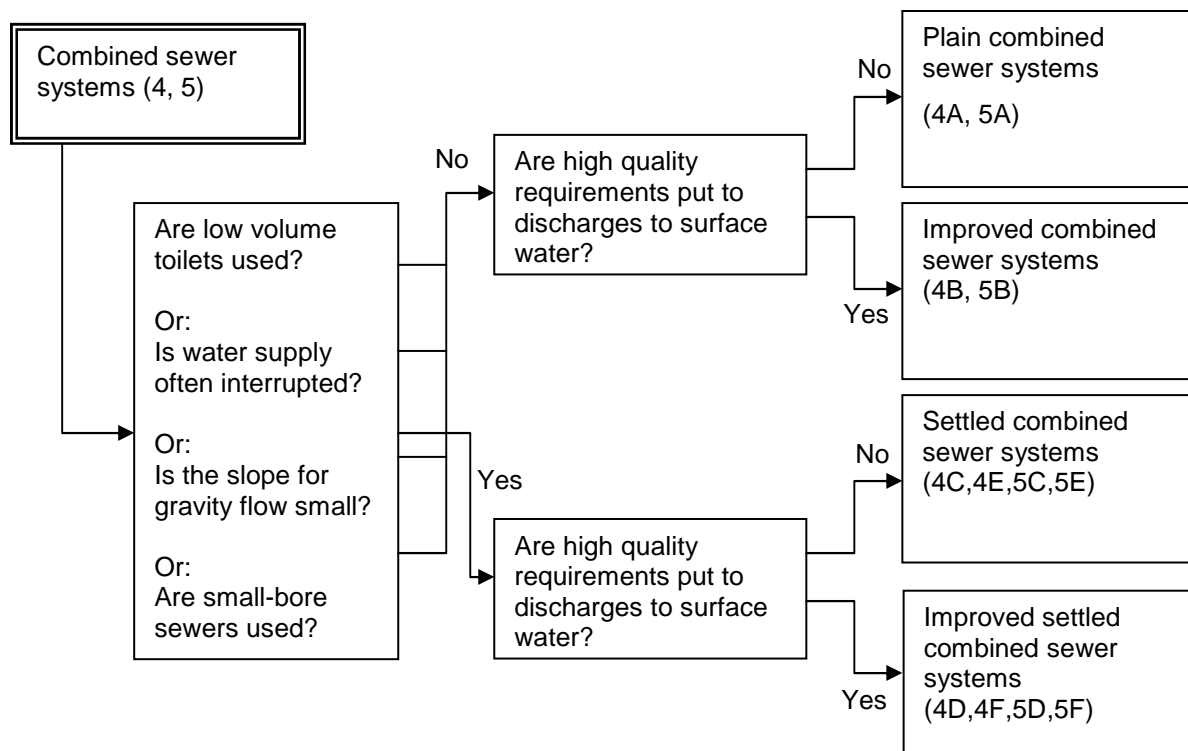 Combined sewer
systems (4, 5)
Are low volume
toilets used?
Or:
Is water supply
often interrupted?
Or:
Is the slope for
gravity flow small?
Or:
Are small-bore
sewers used?
No
Are high quality
requirements put to
discharges to surface
water?
No
Plain combined
sewer systems
(4A, 5A)
Yes
Improved combined
sewer systems
(4B, 5B)
Yes
Are high quality
requirements put to
discharges to surface
water?
No
Settled combined
sewer systems
(4C,4E,5C,5E)
Yes
Improved settled
combined sewer
systems
(4D,4F,5D,5F)